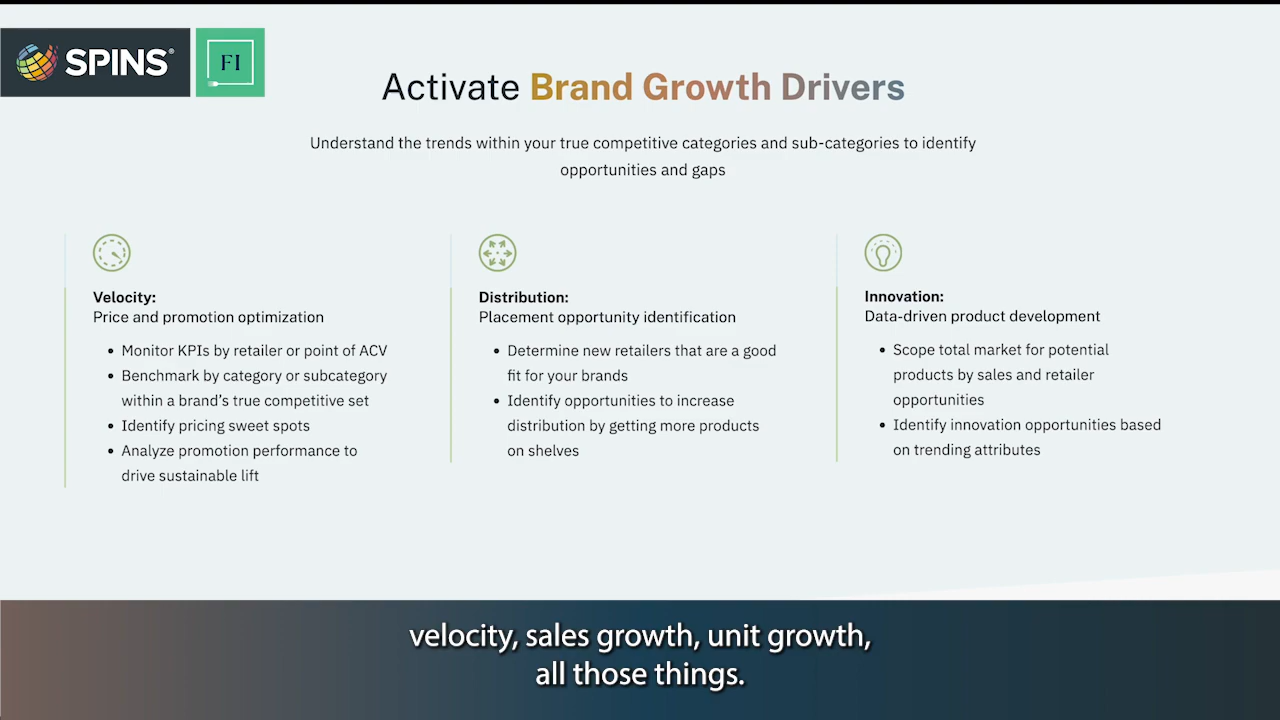 SPINS®
FI
Activate Brand Growth Drivers
Understand the trends within your true competitive categories and sub-categories to identify
opportunities and gaps
Velocity:
Price and promotion optimization
• Monitor KPIs by retailer or point of ACV
• Benchmark by category or subcategory
within a brand's true competitive set
• Identify pricing sweet spots
• Analyze promotion performance to
drive sustainable lift
Distribution:
Placement opportunity identification
• Determine new retailers that are a good
fit for your brands
• Identify opportunities to increase
distribution by getting more products
on shelves
Innovation:
Data-driven product development
• Scope total market for potential
products by sales and retailer
opportunities
• Identify innovation opportunities based
on trending attributes
velocity, sales growth, unit growth,
all those things.